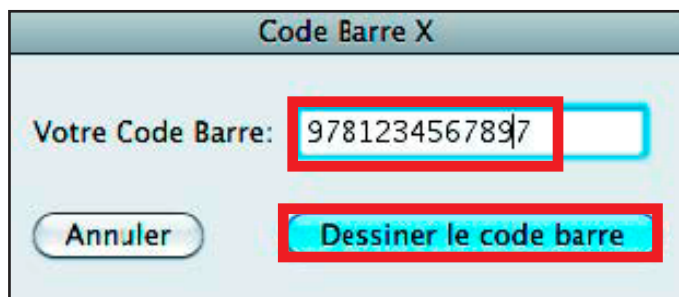 Code Barre X
Votre Code Barre: 9781234567897
Annuler Dessiner le code barre